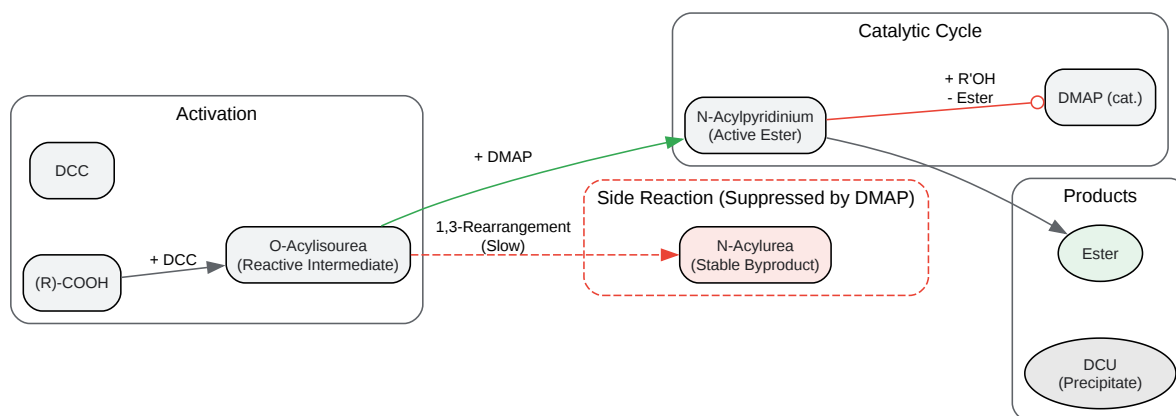 Activation
DCC
(R)-COOH
+ DCC
O-Acylisourea
(Reactive Intermediate)
+ DMAP
1,3-Rearrangement
(Slow)
Side Reaction (Suppressed by DMAP)
N-Acylurea
(Stable Byproduct)
Catalytic Cycle
N-Acylpyridinium
(Active Ester)
+ R'OH
- Ester
DMAP (cat.)
Products
Ester
DCU
(Precipitate)